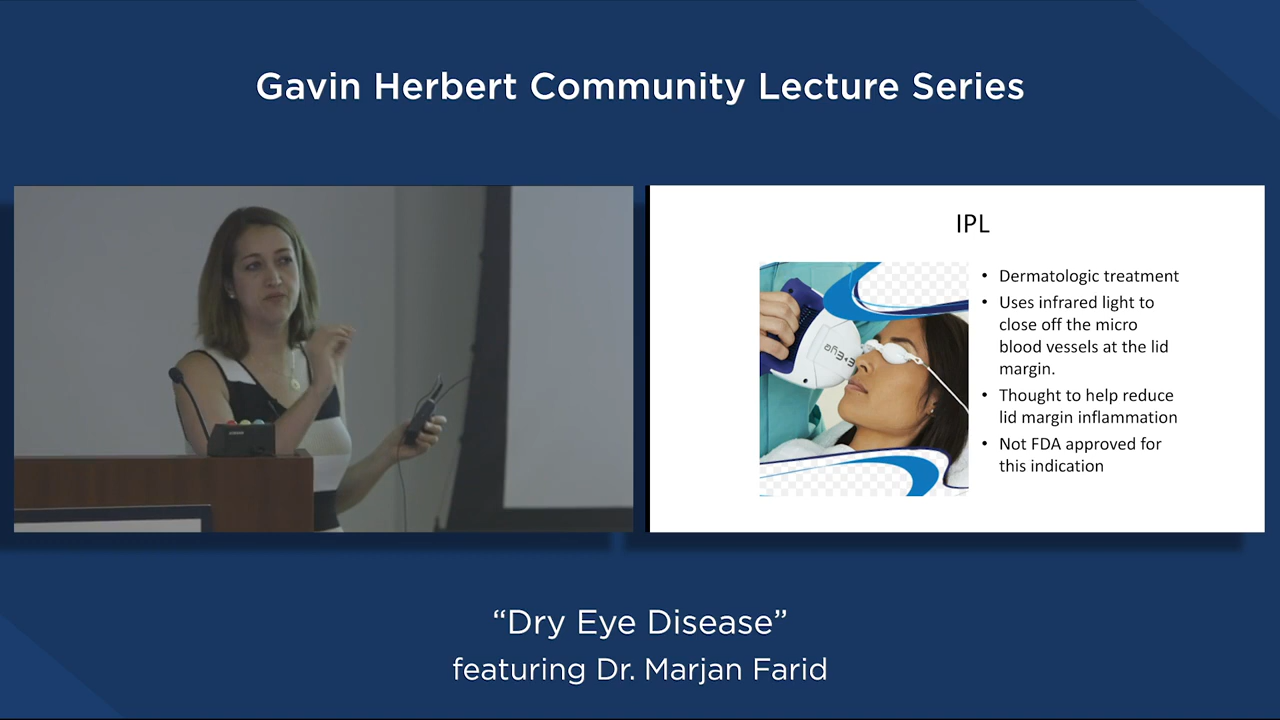 Gavin Herbert Community Lecture Series
IPL
• Dermatologic treatment
• Uses infrared light to
close off the micro
blood vessels at the lid
margin.
• Thought to help reduce
lid margin inflammation
• Not FDA approved for
this indication
“Dry Eye Disease”
featuring Dr. Marjan Farid